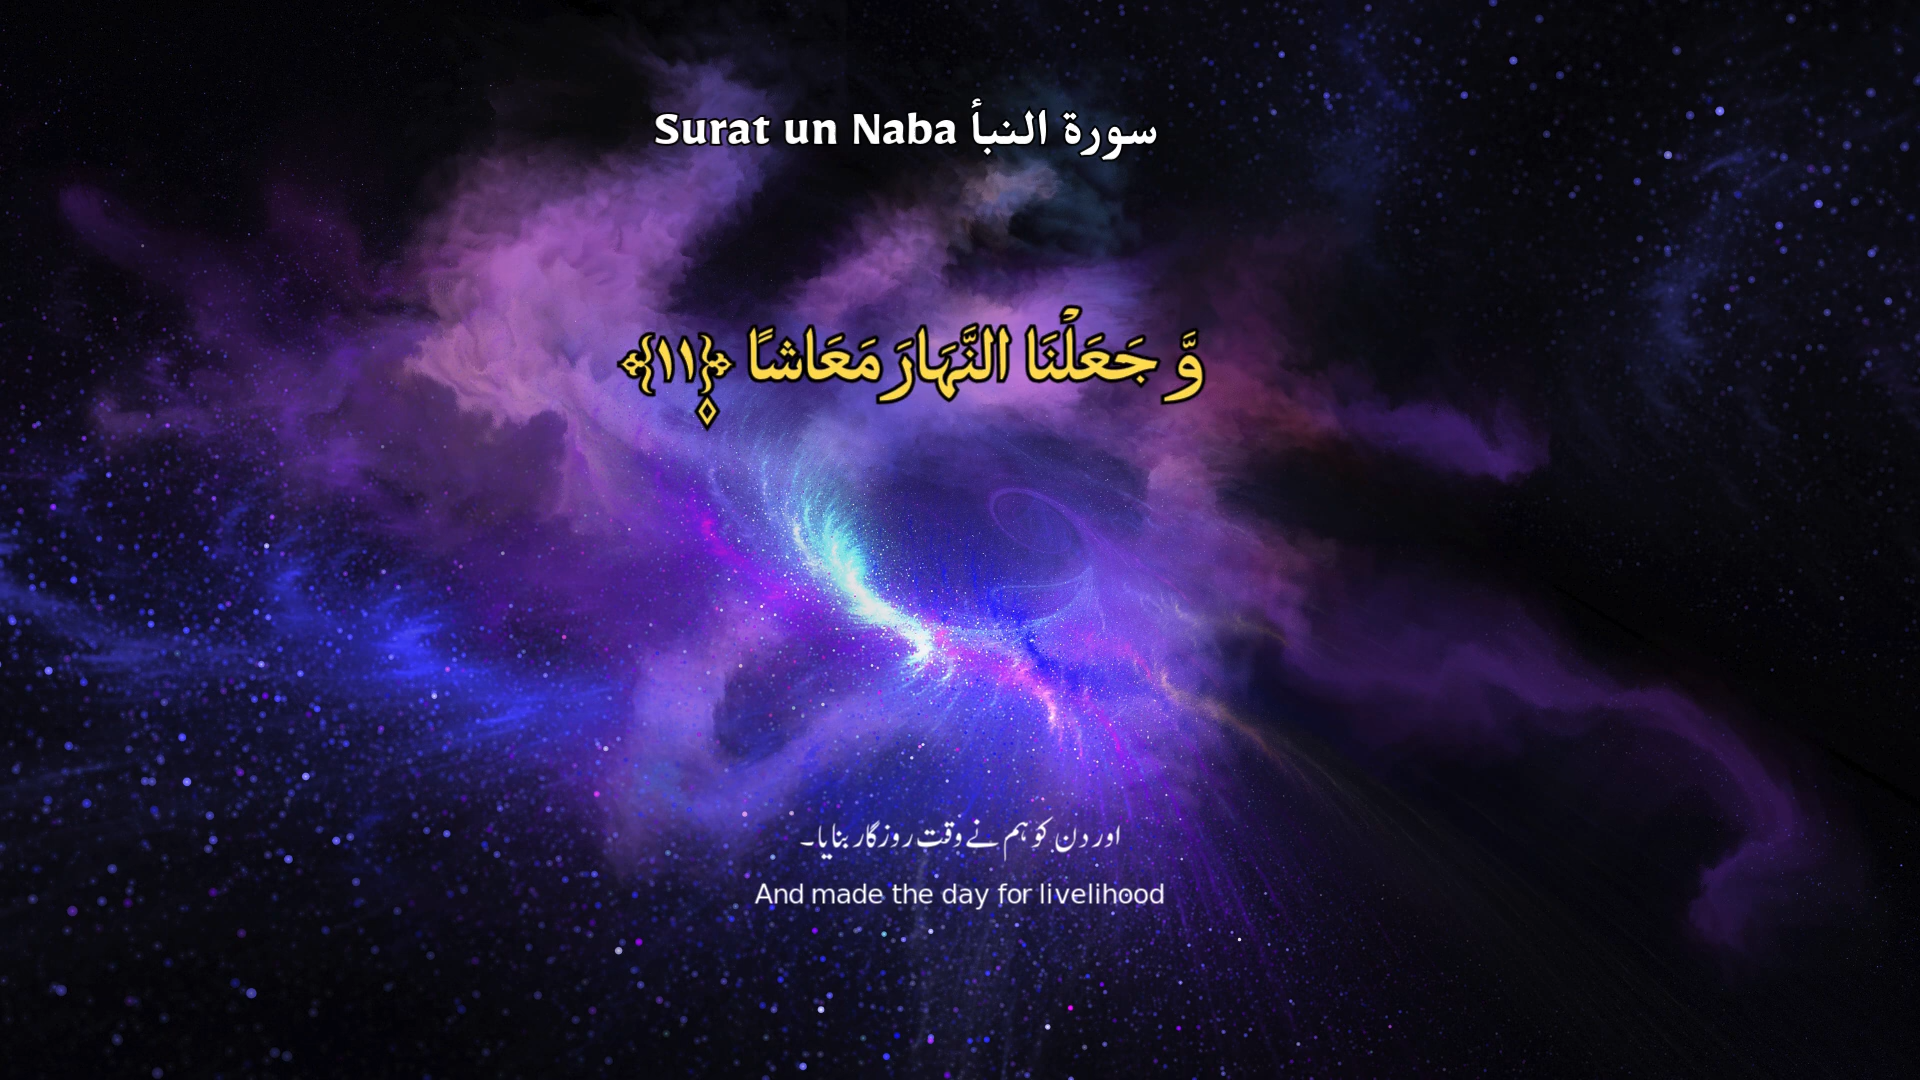 Surat un Naba سورة النبأ
وَّ جَعَلْنَا النَّهَارَ مَعَاشًا ﴿۱۱﴾
اور دن کو ہم نے وقت روزگار بنایا۔
And made the day for livelihood